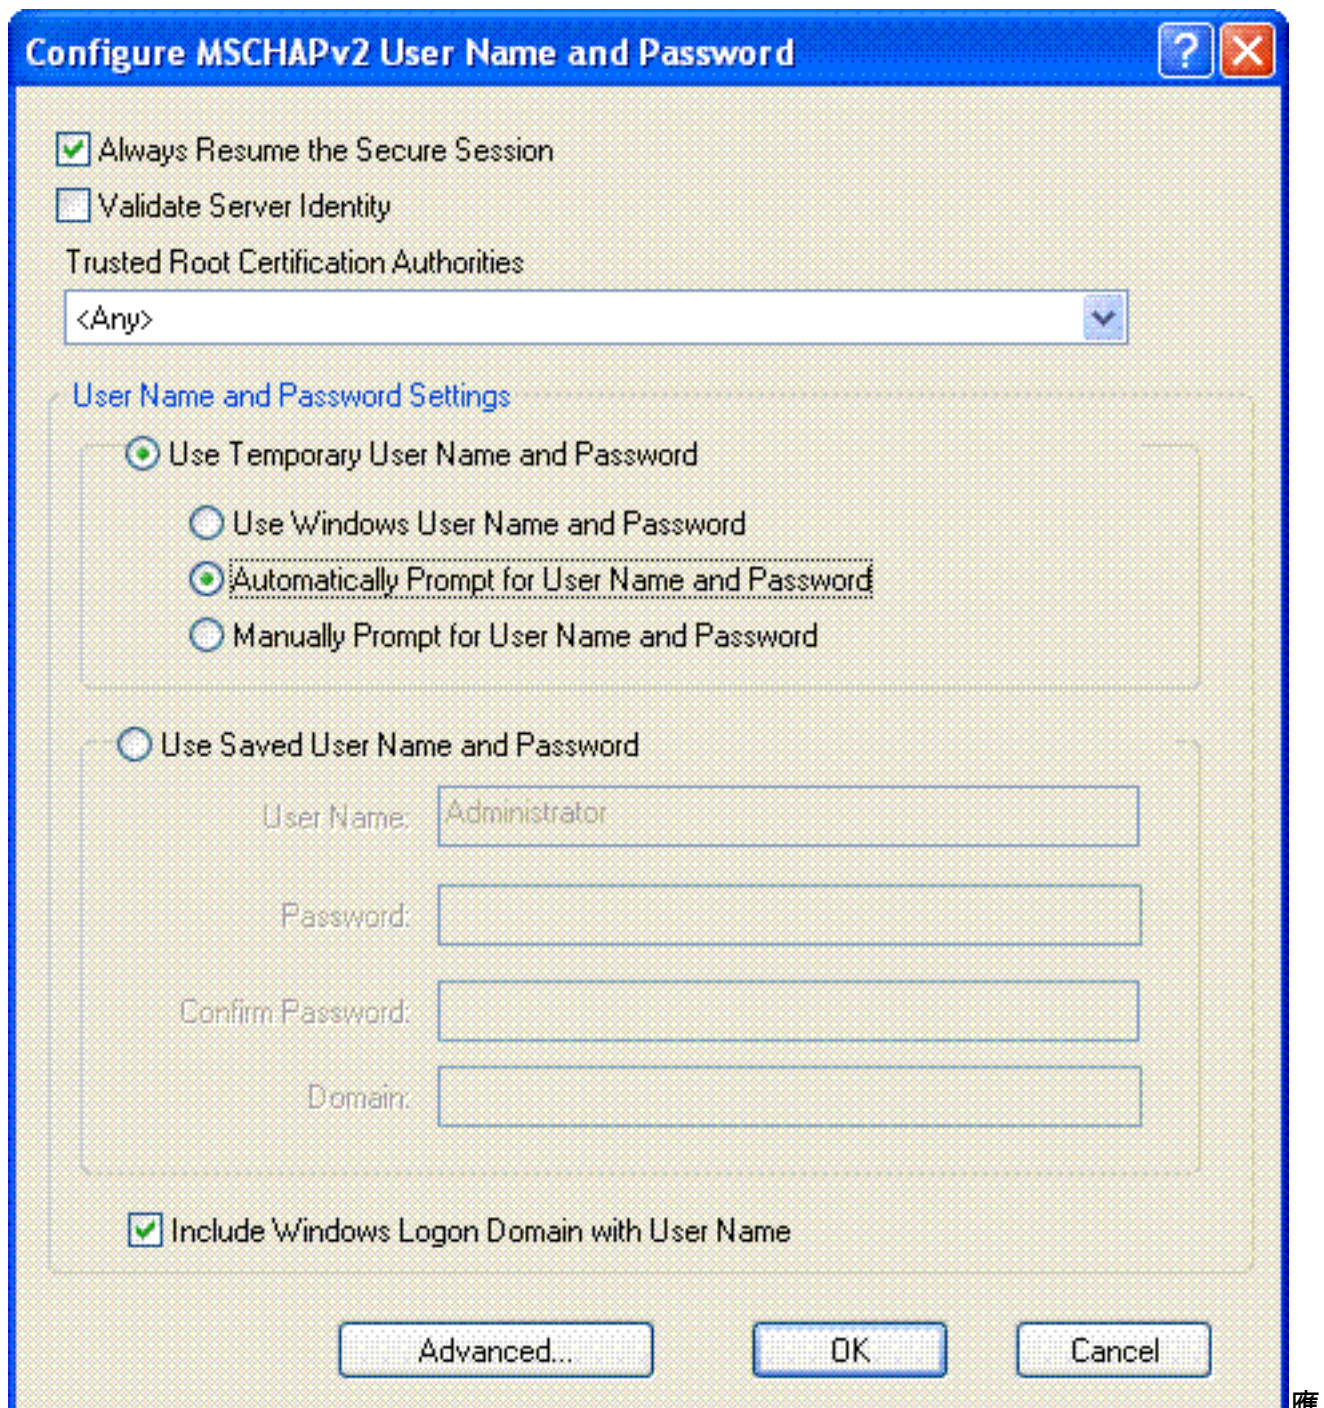 Configure MSCHAPv2 User Name and Password
Always Resume the Secure Session
Validate Server Identity
Trusted Root Certification Authorities
<Any>
User Name and Password Settings
Use Temporary User Name and Password
Use Windows User Name and Password
Automatically Prompt for User Name and Password
Manually Prompt for User Name and Password
Use Saved User Name and Password
User Name: Administrator
Password:
Confirm Password:
Domain:
Include Windows Logon Domain with User Name
Advanced... OK Cancel
應